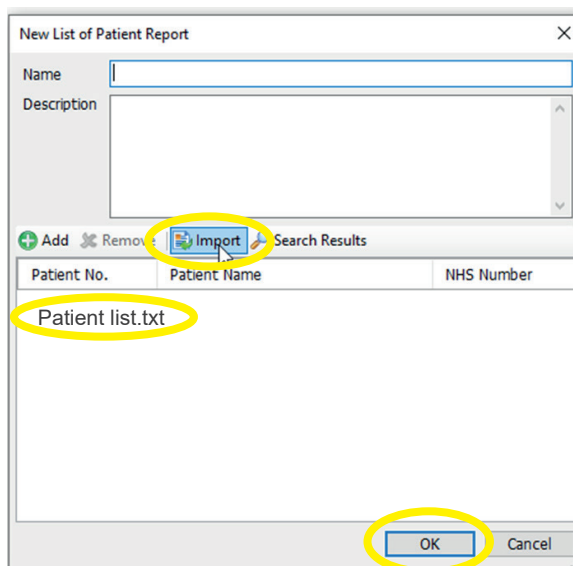 New List of Patient Report
Name
Description
Add Remove Import Search Results
Patient No. Patient Name NHS Number
Patient list.txt
OK Cancel